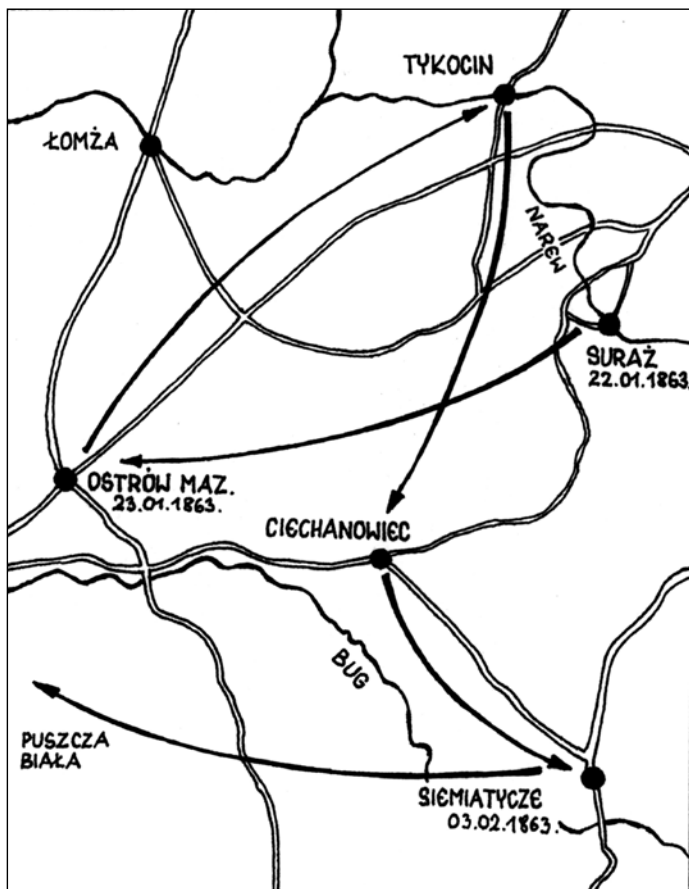 TYKOCIN
ŁOMŻA
NAREW
SURAŻ
22.01.1863.
OSTRÓW MAZ.
23.01.1863.
CIECHANOWIEC
BUG
PUSZCZA
BIAŁA
SIEMIATYCZE
03.02.1863.